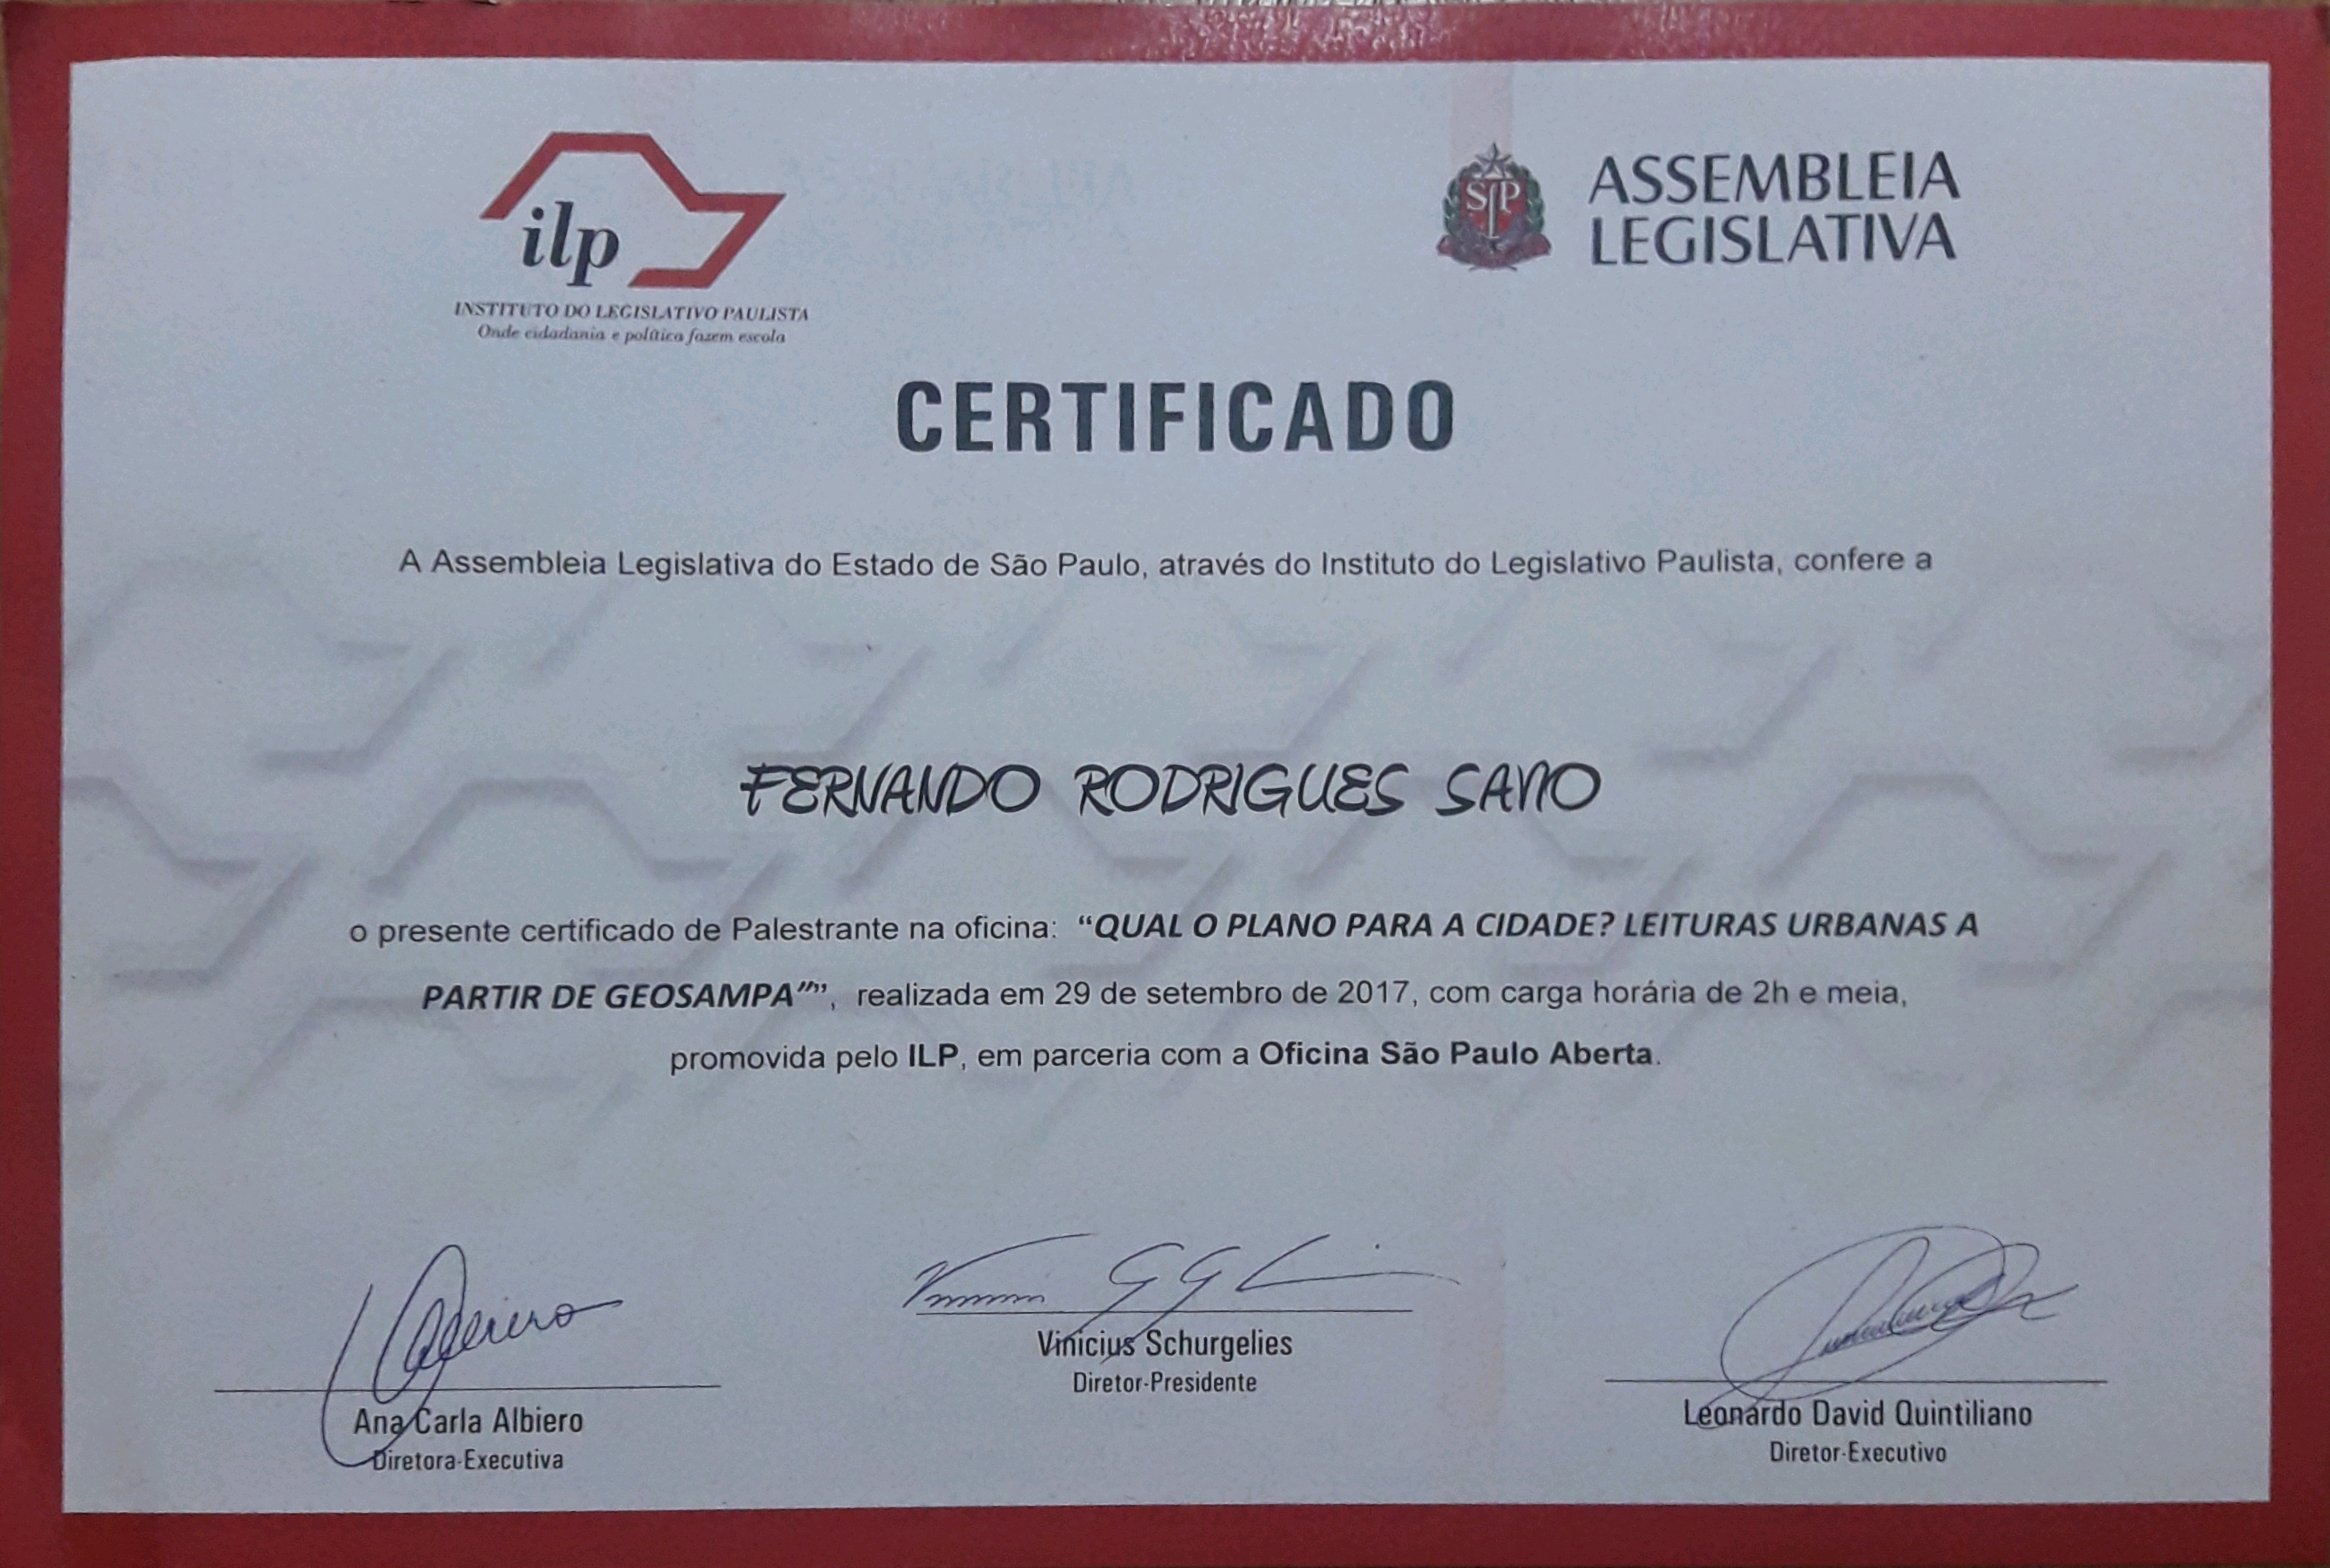 ilp
INSTITUTO DO LEGISLATIVO PAULISTA
Onde cidadania e política fazem escola
SP
ASSEMBLEIA
LEGISLATIVA
CERTIFICADO
A Assembleia Legislativa do Estado de São Paulo, através do Instituto do Legislativo Paulista, confere a
FERNANDO RODRIGUES SANO
o presente certificado de Palestrante na oficina: “QUAL O PLANO PARA A CIDADE? LEITURAS URBANAS A
PARTIR DE GEOSAMPA”””, realizada em 29 de setembro de 2017, com carga horária de 2h e meia,
promovida pelo ILP, em parceria com a Oficina São Paulo Aberta.
Ana Carla Albiero
Diretora-Executiva
Vinicius Schurgelies
Diretor-Presidente
Leonardo David Quintiliano
Diretor-Executivo